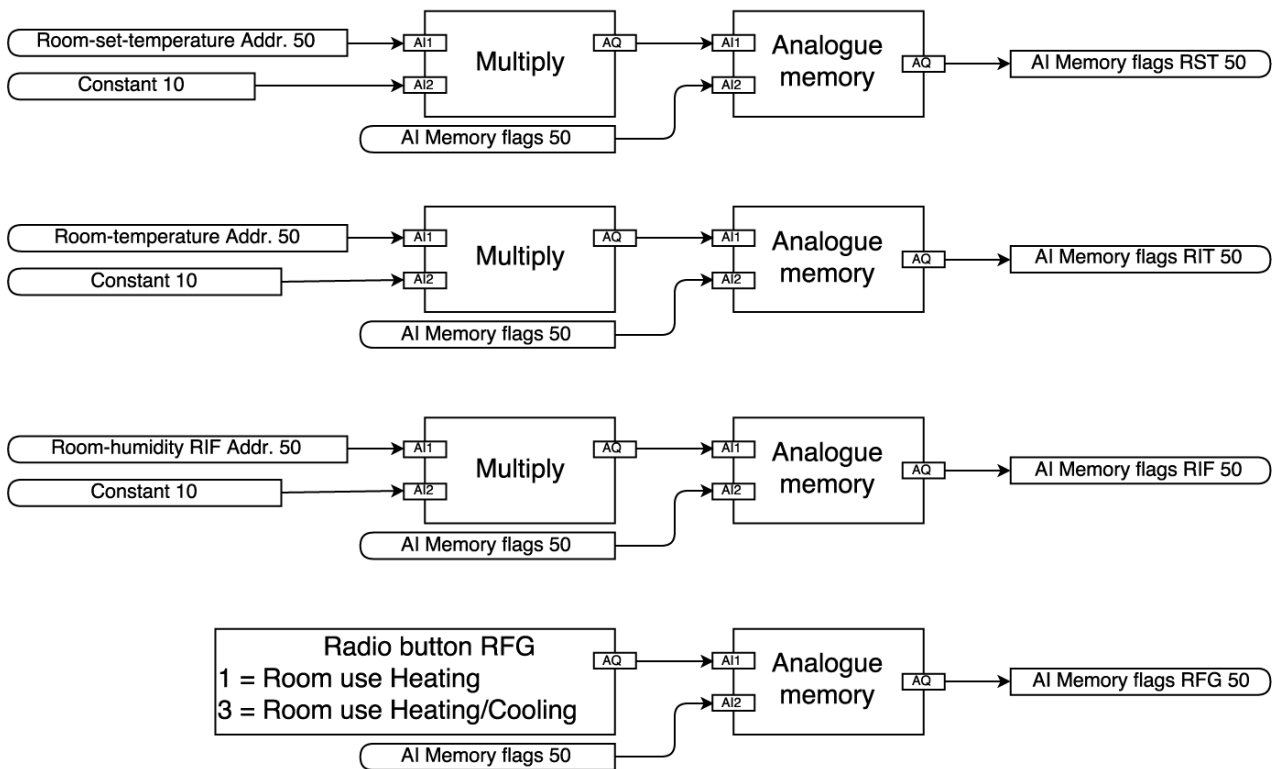 Room-set-temperature Addr. 50
Constant 10
AI1
AI2
Multiply
AQ
AI Memory flags 50
AI1
AI2
Analogue
memory
AQ
AI Memory flags RST 50
Room-temperature Addr. 50
Constant 10
AI1
AI2
Multiply
AQ
AI Memory flags 50
AI1
AI2
Analogue
memory
AQ
AI Memory flags RIT 50
Room-humidity RIF Addr. 50
Constant 10
AI1
AI2
Multiply
AQ
AI Memory flags 50
AI1
AI2
Analogue
memory
AQ
AI Memory flags RIF 50
Radio button RFG
1 = Room use Heating
3 = Room use Heating/Cooling
AQ
AI Memory flags 50
AI1
AI2
Analogue
memory
AQ
AI Memory flags RFG 50